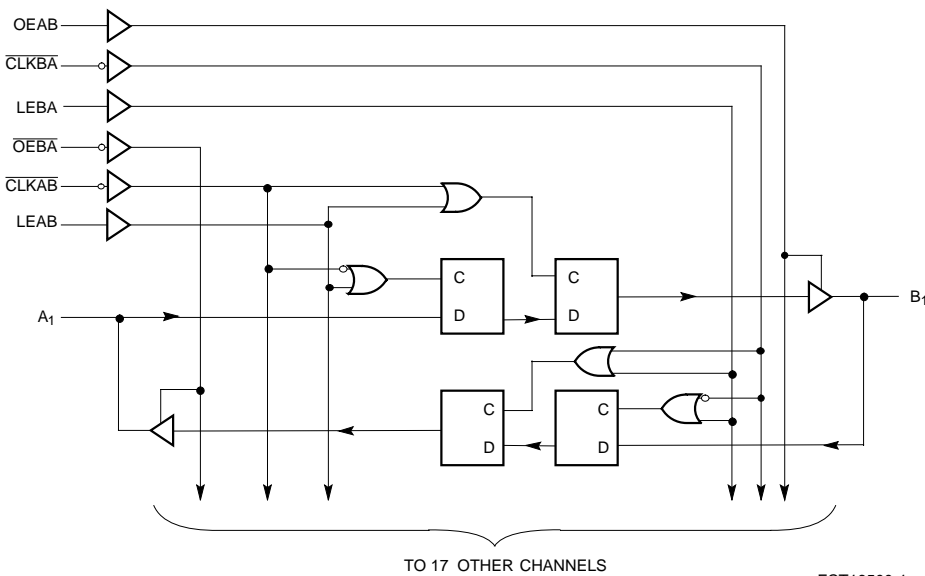 OEAB
CLKBA
LEBA
OEBA
CLKAB
LEAB
C
D
C
D
A1
B1
C
D
C
D
TO 17 OTHER CHANNELS